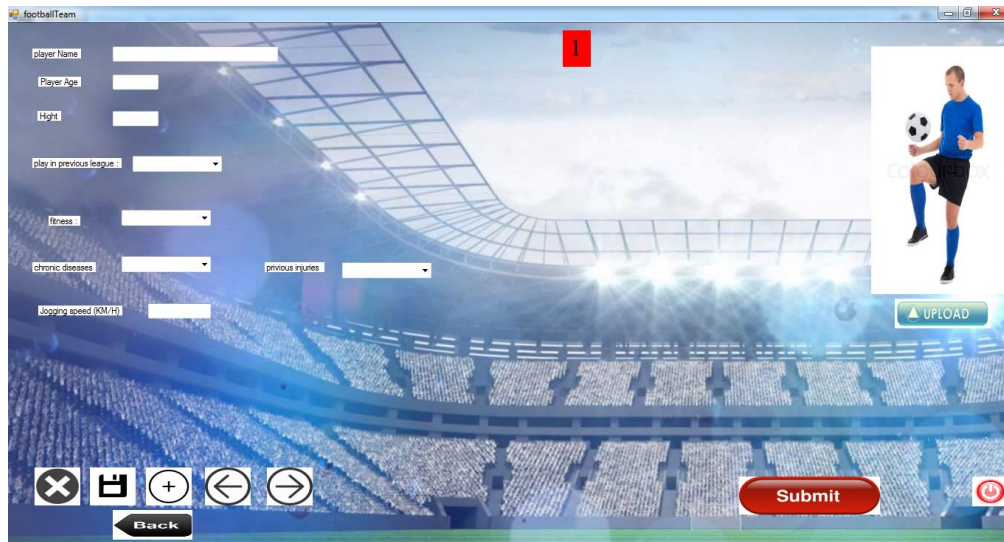 footballTeam
1
player Name
Player Age
Hight
play in previous league :
fitness :
chronic diseases
privious injuries
Jogging speed (KM/H)
UPLOAD
Submit
Back